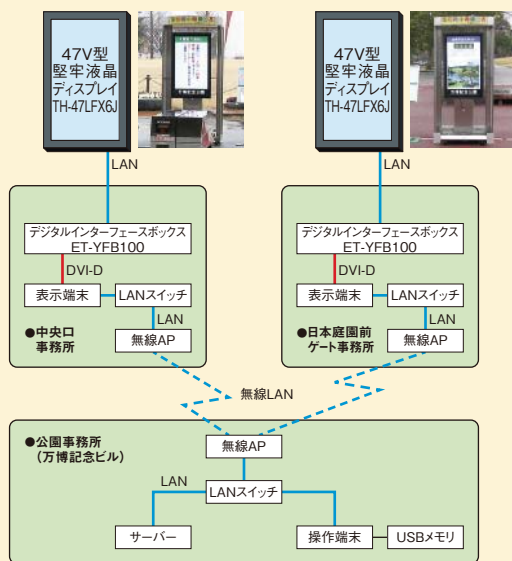 47V型
堅牢液晶
ディスプレイ
TH-47LFX6J
47V型
堅牢液晶
ディスプレイ
TH-47LFX6J
LAN
LAN
デジタルインターフェースボックス
ET-YFB100
DVI-D
表示端末
LANスイッチ
LAN
無線AP
●中央口
事務所
デジタルインターフェースボックス
ET-YFB100
DVI-D
表示端末
LANスイッチ
LAN
無線AP
●日本庭園前
ゲート事務所
無線LAN
●公園事務所
(万博記念ビル)
無線AP
LAN
LANスイッチ
サーバー
操作端末
USBメモリ